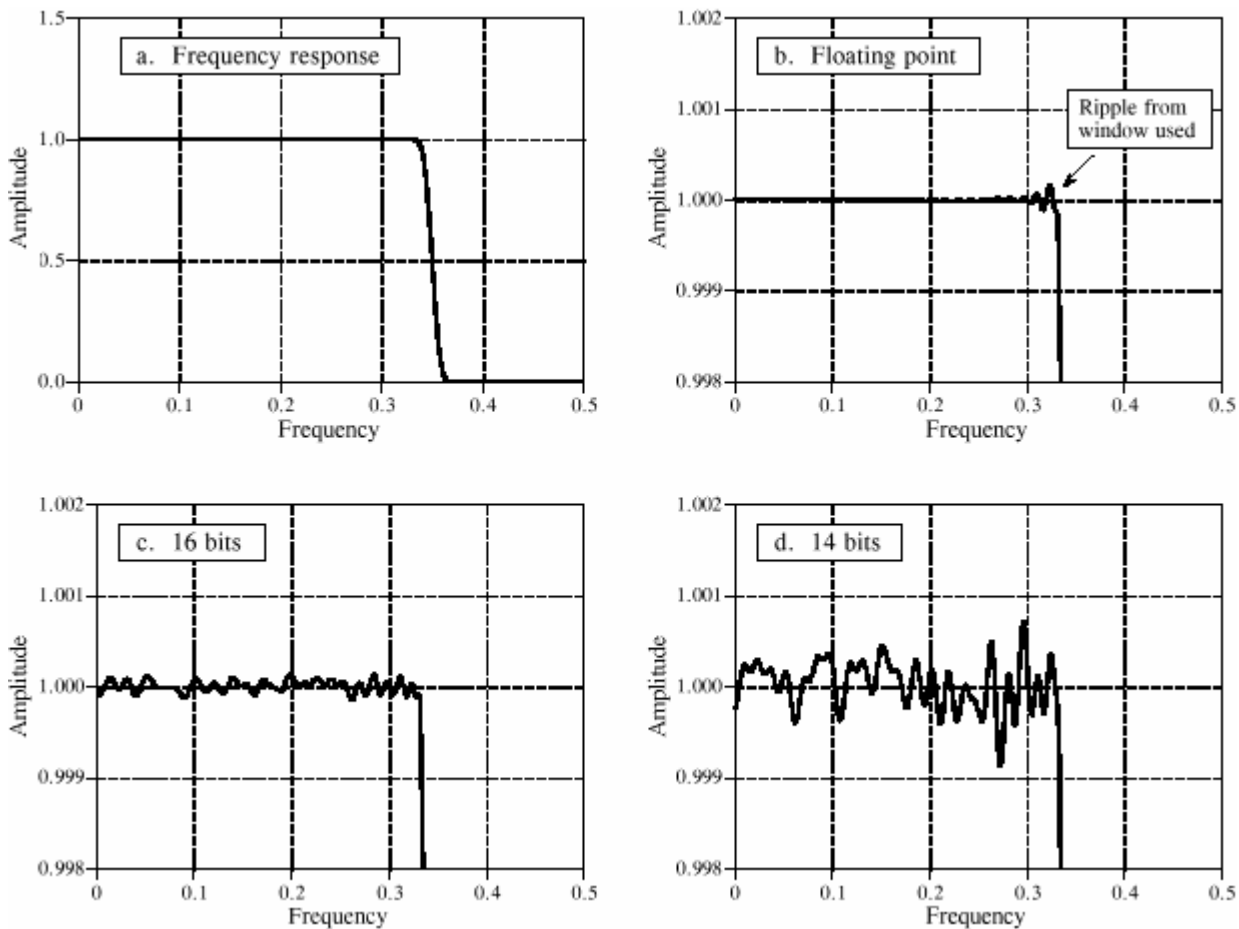 1.5
a. Frequency response
1.0
Amplitude
0.5
0.0
0 0.1 0.2 0.3 0.4 0.5
Frequency
1.002
b. Floating point
1.001
Ripple from
window used
1.000
Amplitude
0.999
0.998
0 0.1 0.2 0.3 0.4 0.5
Frequency
1.002
c. 16 bits
1.001
1.000
Amplitude
0.999
0.998
0 0.1 0.2 0.3 0.4 0.5
Frequency
1.002
d. 14 bits
1.001
1.000
Amplitude
0.999
0.998
0 0.1 0.2 0.3 0.4 0.5
Frequency